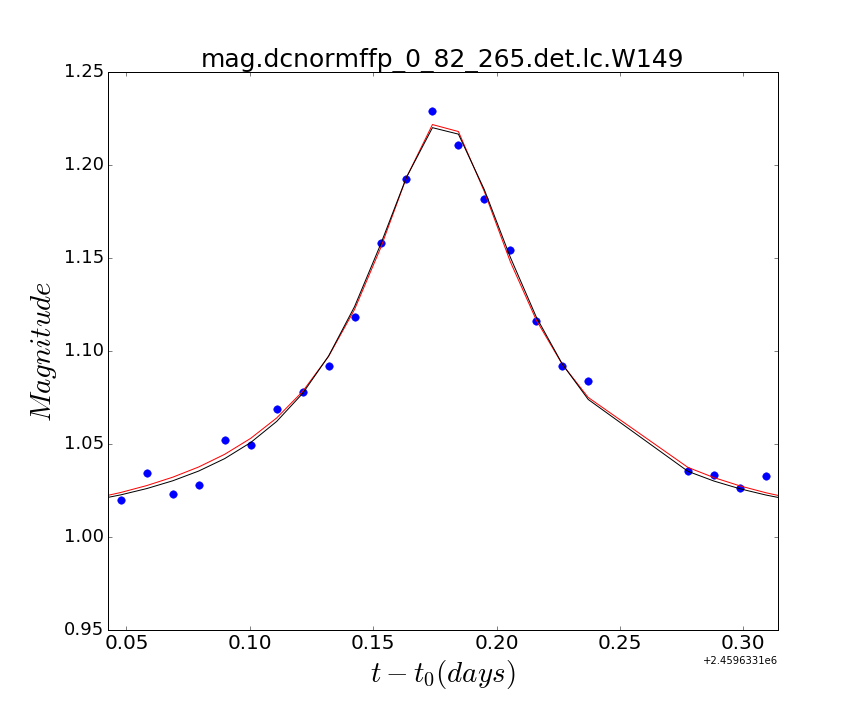 mag.dcnormffp_0_82_265.det.lc.W149
1.25
1.20
1.15
1.10
1.05
1.00
0.95
Magnitude
0.05 0.10 0.15 0.20 0.25 0.30
+2.4596331e6
t − t₀(days)